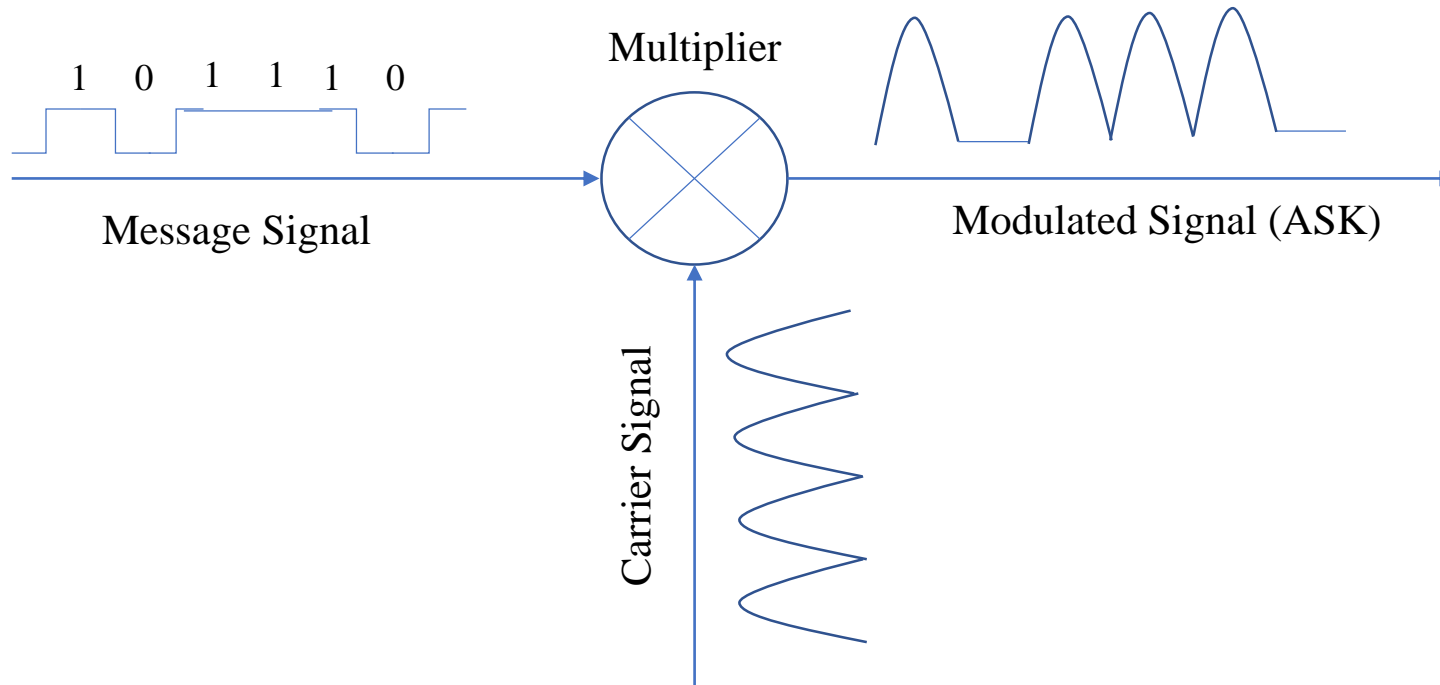 Multiplier
1 0 1 1 1 0
Message Signal
Modulated Signal (ASK)
Carrier Signal